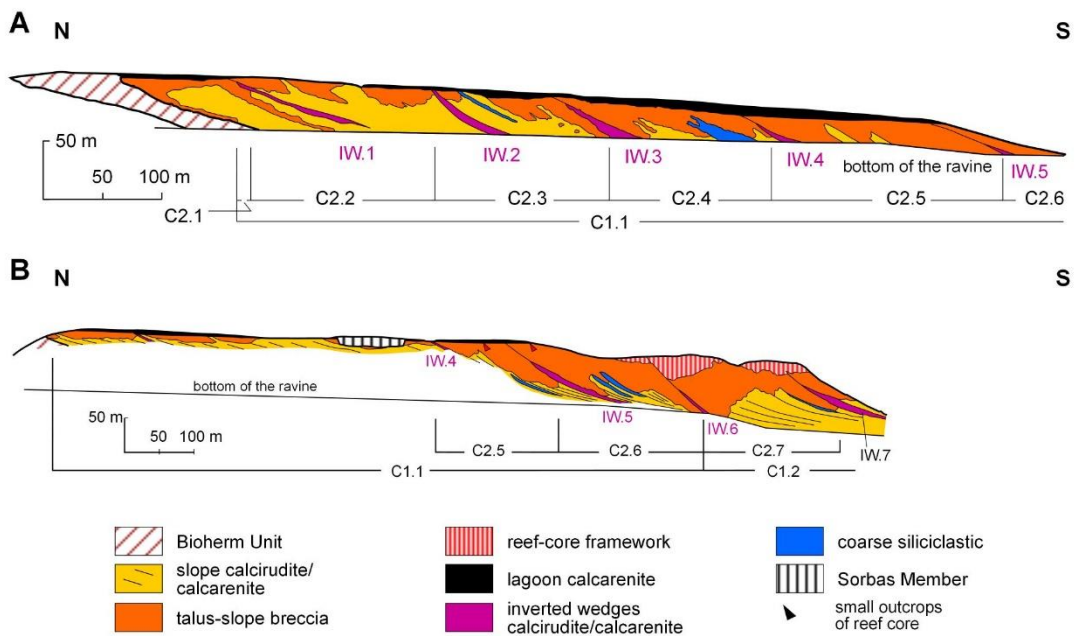 A N S
50 m
50 100 m
IW.1 IW.2 IW.3 IW.4 IW.5
bottom of the ravine
C2.1 C2.2 C2.3 C2.4 C2.5 C2.6
C1.1
B N S
IW.4
bottom of the ravine
IW.5 IW.6 IW.7
50 m
50 100 m
C2.5 C2.6 C2.7
C1.1 C1.2
Bioherm Unit
slope calcirudite/
calcarenite
talus-slope breccia
reef-core framework
lagoon calcarenite
inverted wedges
calcirudite/calcarenite
coarse siliciclastic
Sorbas Member
small outcrops
of reef core